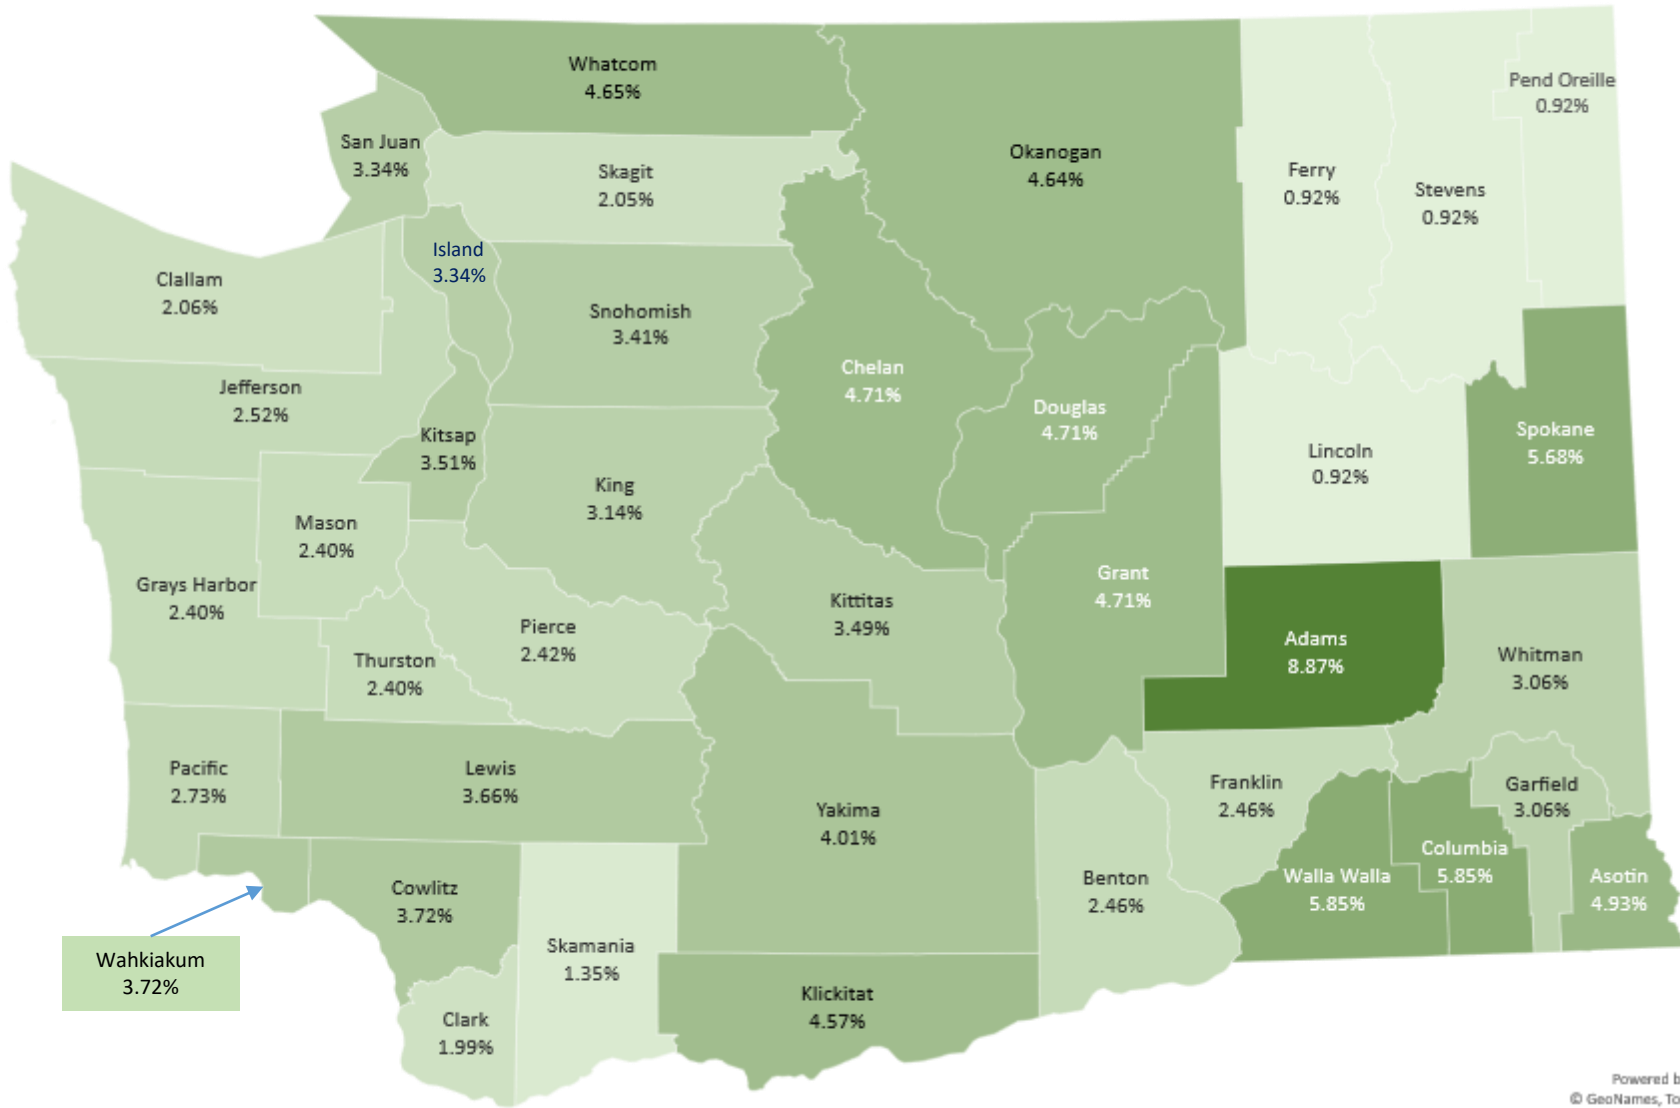 Whatcom
4.65%
Okanogan
4.64%
Pend Oreille
0.92%
San Juan
3.34%
Skagit
2.05%
Ferry
0.92%
Stevens
0.92%
Island
3.34%
Clallam
2.06%
Snohomish
3.41%
Chelan
4.71%
Jefferson
2.52%
Douglas
4.71%
Kitsap
3.51%
Spokane
5.68%
Lincoln
0.92%
King
3.14%
Mason
2.40%
Grays Harbor
2.40%
Grant
4.71%
Kittitas
3.49%
Pierce
2.42%
Adams
8.87%
Whitman
3.06%
Thurston
2.40%
Pacific
2.73%
Lewis
3.66%
Yakima
4.01%
Franklin
2.46%
Garfield
3.06%
Columbia
5.85%
Walla Walla
5.85%
Asotin
4.93%
Benton
2.46%
Cowlitz
3.72%
Skamania
1.35%
Wahkiakum
3.72%
Klickitat
4.57%
Clark
1.99%
Powered b
© GeoNames, To